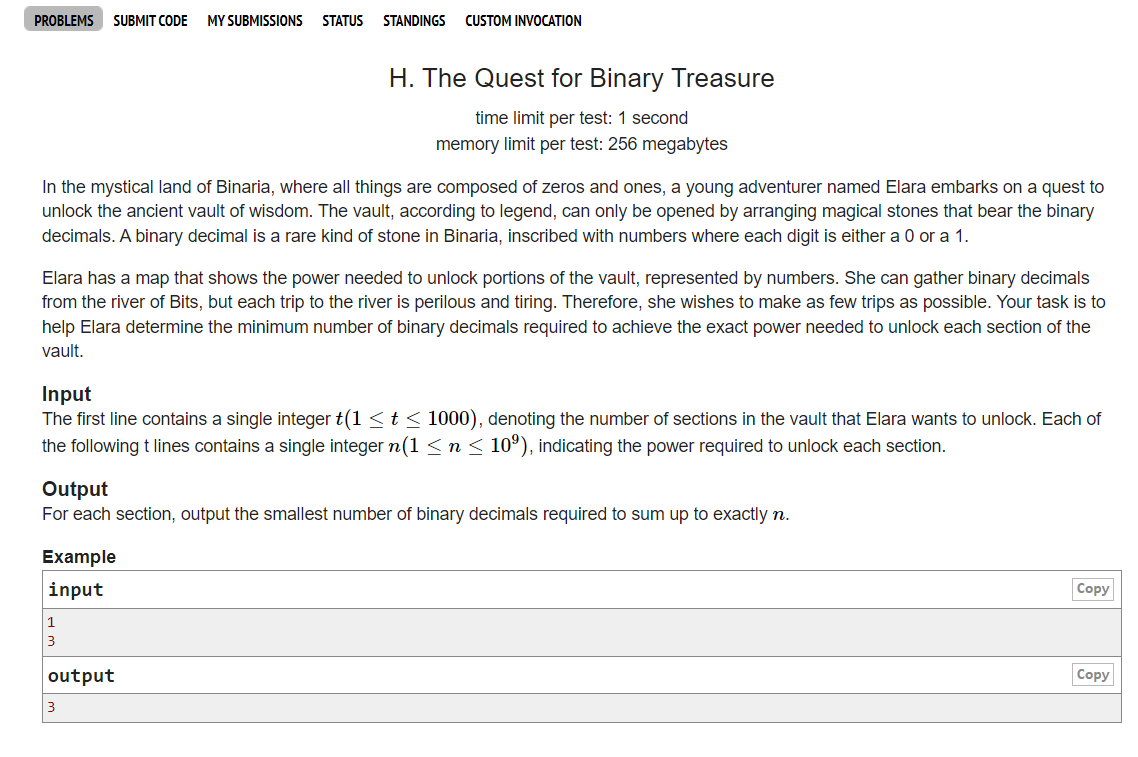 PROBLEMS SUBMIT CODE MY SUBMISSIONS STATUS STANDINGS CUSTOM INVOCATION
H. The Quest for Binary Treasure
time limit per test: 1 second
memory limit per test: 256 megabytes
In the mystical land of Binaria, where all things are composed of zeros and ones, a young adventurer named Elara embarks on a quest to
unlock the ancient vault of wisdom. The vault, according to legend, can only be opened by arranging magical stones that bear the binary
decimals. A binary decimal is a rare kind of stone in Binaria, inscribed with numbers where each digit is either a 0 or a 1.
Elara has a map that shows the power needed to unlock portions of the vault, represented by numbers. She can gather binary decimals
from the river of Bits, but each trip to the river is perilous and tiring. Therefore, she wishes to make as few trips as possible. Your task is to
help Elara determine the minimum number of binary decimals required to achieve the exact power needed to unlock each section of the
vault.
Input
The first line contains a single integer t(1 ≤ t ≤ 1000), denoting the number of sections in the vault that Elara wants to unlock. Each of
the following t lines contains a single integer n(1 ≤ n ≤ 10⁹), indicating the power required to unlock each section.
Output
For each section, output the smallest number of binary decimals required to sum up to exactly n.
Example
input Copy
1
3
output Copy
3